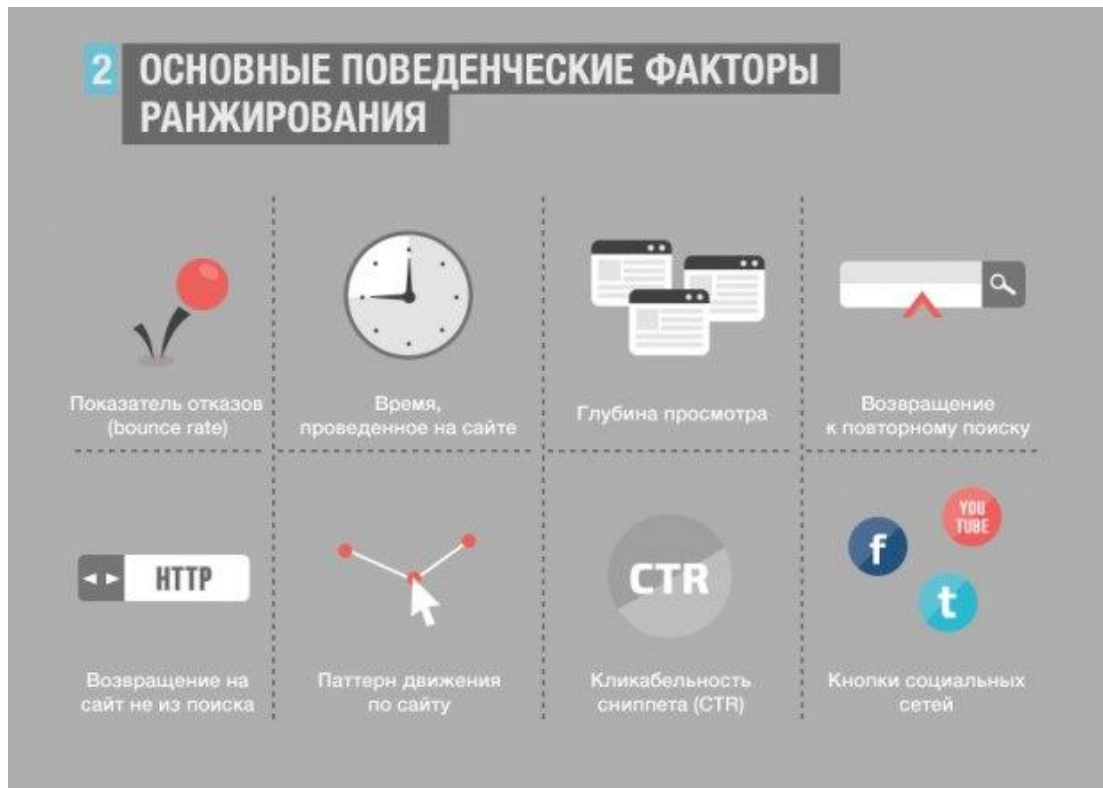 2 ОСНОВНЫЕ ПОВЕДЕНЧЕСКИЕ ФАКТОРЫ
РАНЖИРОВАНИЯ
Показатель отказов
(bounce rate)
Время,
проведенное на сайте
Глубина просмотра
Возвращение
к повторному поиску
HTTP
Возвращение на
сайт не из поиска
Паттерн движения
по сайту
CTR
Кликабельность
сниппета (CTR)
f
YOU
TUBE
t
Кнопки социальных
сетей